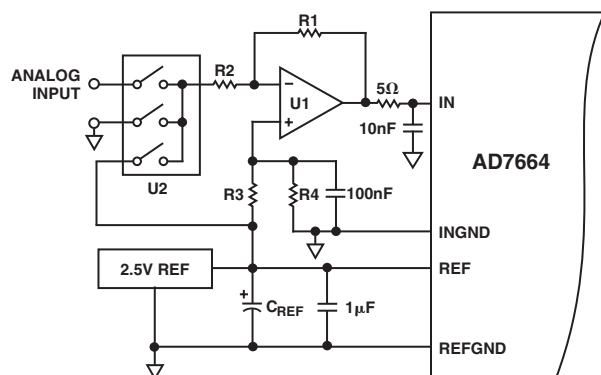 R1
ANALOG
INPUT
R2
−
U1
+
5Ω
IN
10nF
AD7664
U2
R3
R4
100nF
INGND
2.5V REF
REF
+
CREF
1μF
REFGND